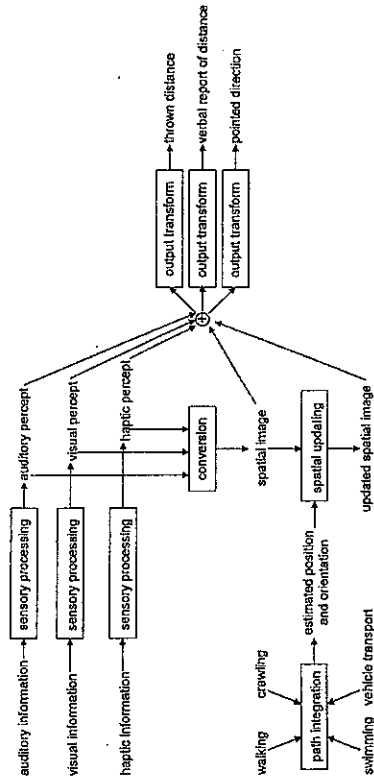 auditory information
sensory processing
auditory percept
visual information
sensory processing
visual percept
haptic information
sensory processing
haptic percept
conversion
output transform
thrown distance
output transform
verbal report of distance
output transform
pointed direction
spatial image
walking
crawling
path integration
swimming
vehicle transport
estimated position
and orientation
spatial updating
updated spatial image